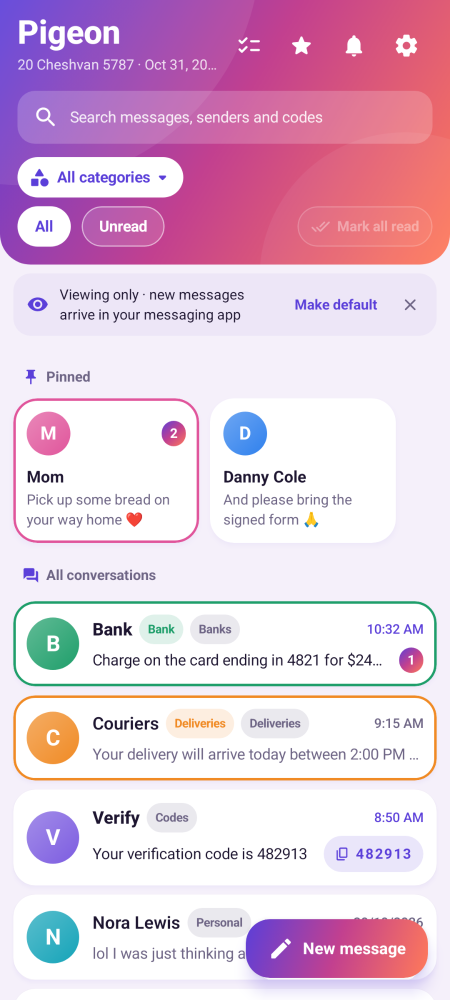 Pigeon
20 Cheshvan 5787 · Oct 31, 20...
Search messages, senders and codes
All categories
All
Unread
Mark all read
Viewing only · new messages
arrive in your messaging app
Make default
Pinned
M
2
Mom
Pick up some bread on
your way home ❤️
D
Danny Cole
And please bring the
signed form 🙏
All conversations
B
Bank
Bank
Banks
10:32 AM
Charge on the card ending in 4821 for $24...
1
C
Couriers
Deliveries
Deliveries
9:15 AM
Your delivery will arrive today between 2:00 PM ...
V
Verify
Codes
8:50 AM
Your verification code is 482913
482913
N
Nora Lewis
Personal
lol I was just thinking a
New message